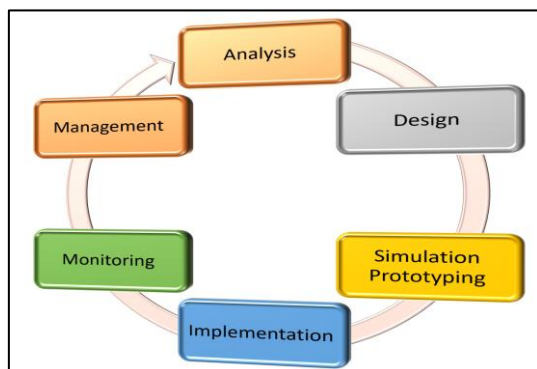 Analysis
Design
Simulation
Prototyping
Implementation
Monitoring
Management